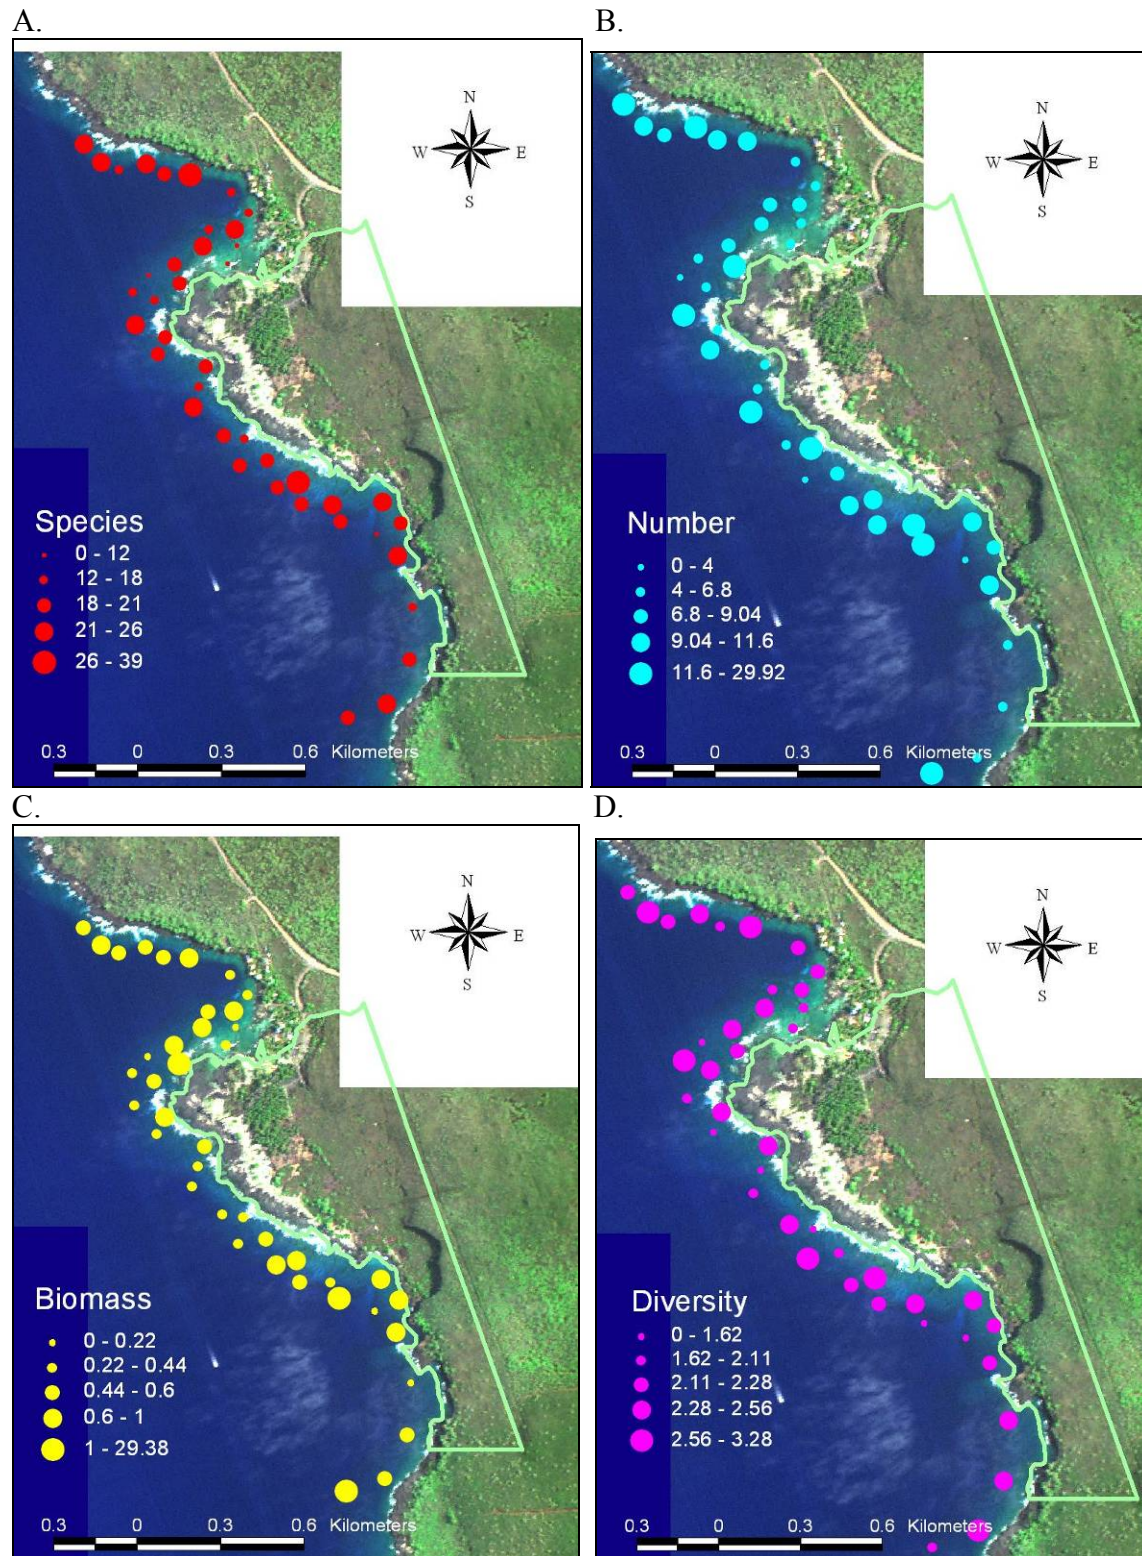 A.
N
W E
S
Species
0 - 12
12 - 18
18 - 21
21 - 26
26 - 39
0.3 0 0.3 0.6 Kilometers
B.
N
W E
S
Number
0 - 4
4 - 6.8
6.8 - 9.04
9.04 - 11.6
11.6 - 29.92
0.3 0 0.3 0.6 Kilometers
C.
N
W E
S
Biomass
0 - 0.22
0.22 - 0.44
0.44 - 0.6
0.6 - 1
1 - 29.38
0.3 0 0.3 0.6 Kilometers
D.
N
W E
S
Diversity
0 - 1.62
1.62 - 2.11
2.11 - 2.28
2.28 - 2.56
2.56 - 3.28
0.3 0 0.3 0.6 Kilometers